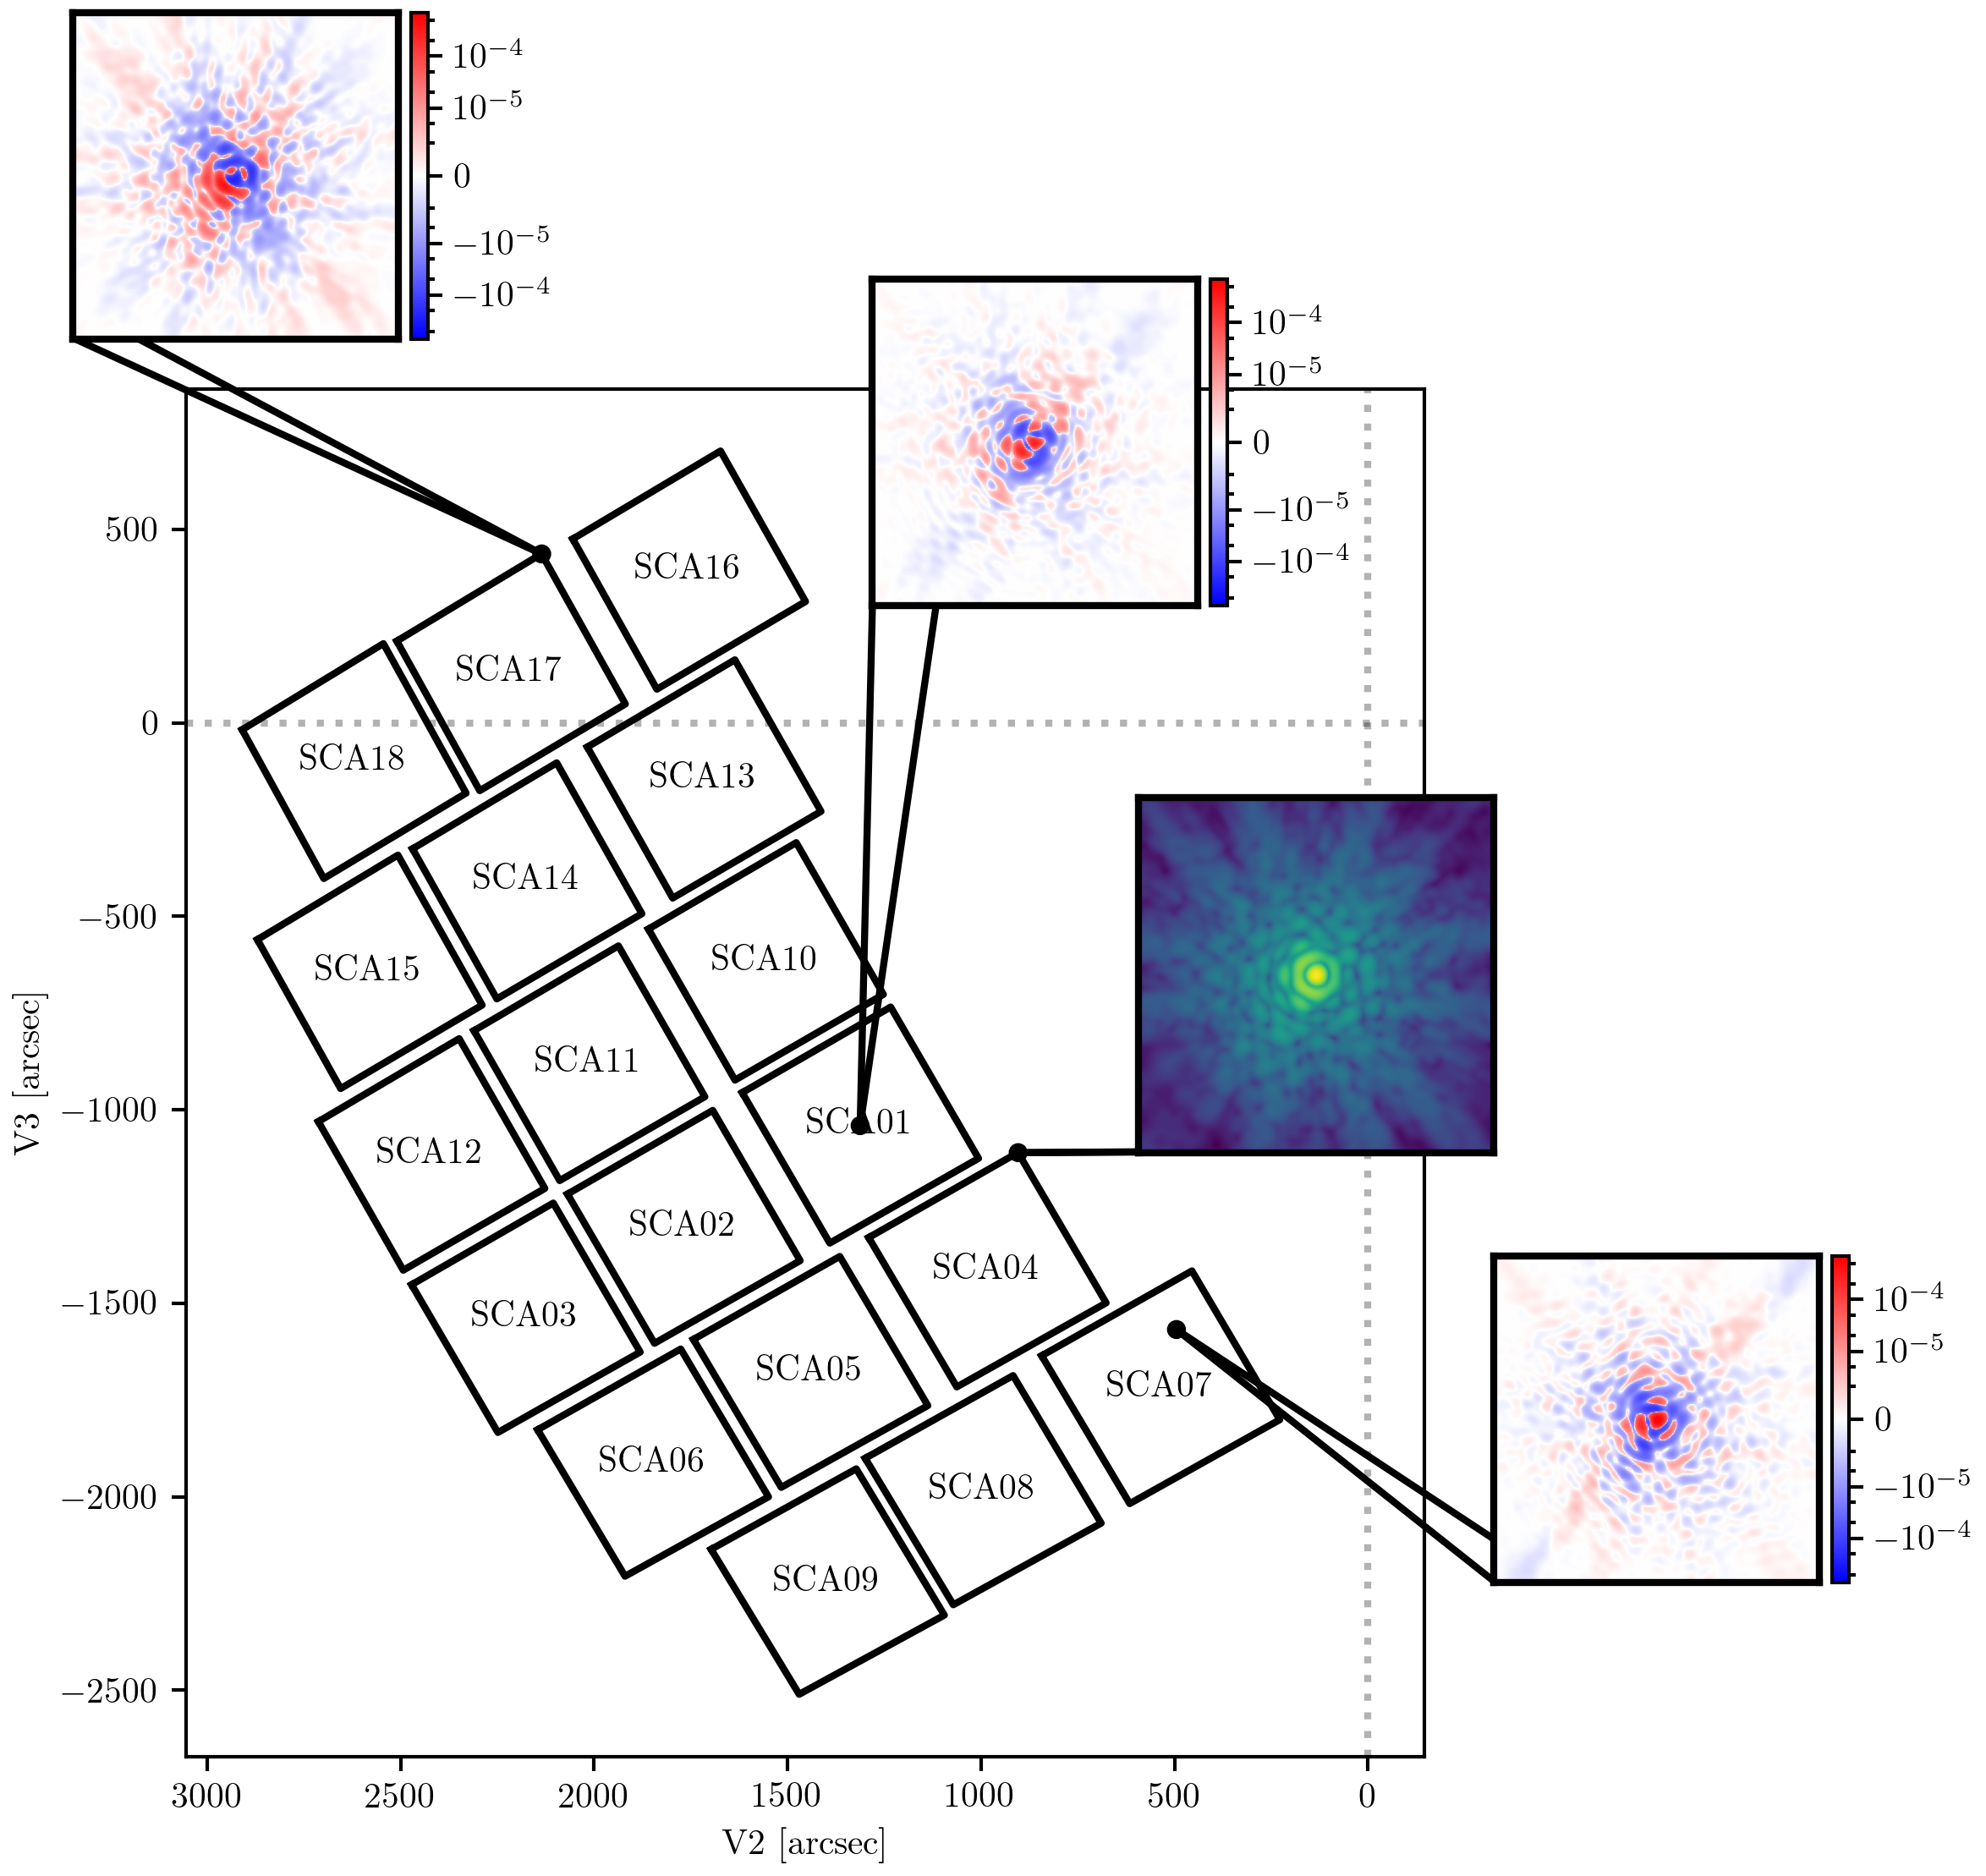 10⁻⁴
10⁻⁵
0
−10⁻⁵
−10⁻⁴
10⁻⁴
10⁻⁵
0
−10⁻⁵
−10⁻⁴
500
0
−500
−1000
−1500
−2000
−2500
V3 [arcsec]
SCA16
SCA17
SCA18
SCA13
SCA14
SCA10
SCA15
SCA11
SCA01
SCA12
SCA02
SCA04
SCA03
SCA05
SCA07
SCA06
SCA08
SCA09
10⁻⁴
10⁻⁵
0
−10⁻⁵
−10⁻⁴
3000 2500 2000 1500 1000 500 0
V2 [arcsec]